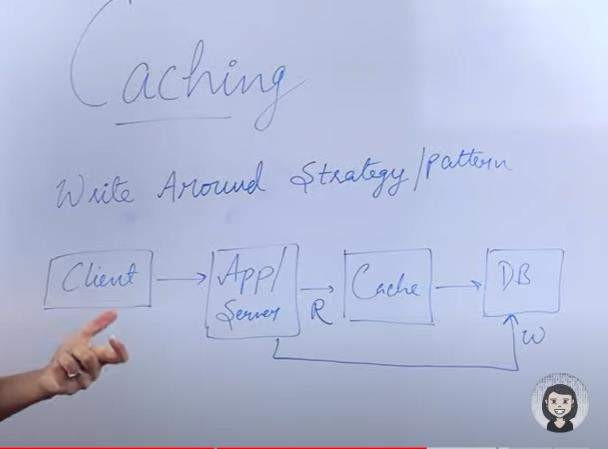 Caching
Write Around Strategy/pattern
Client
App/
Server
R
Cache
DB
W